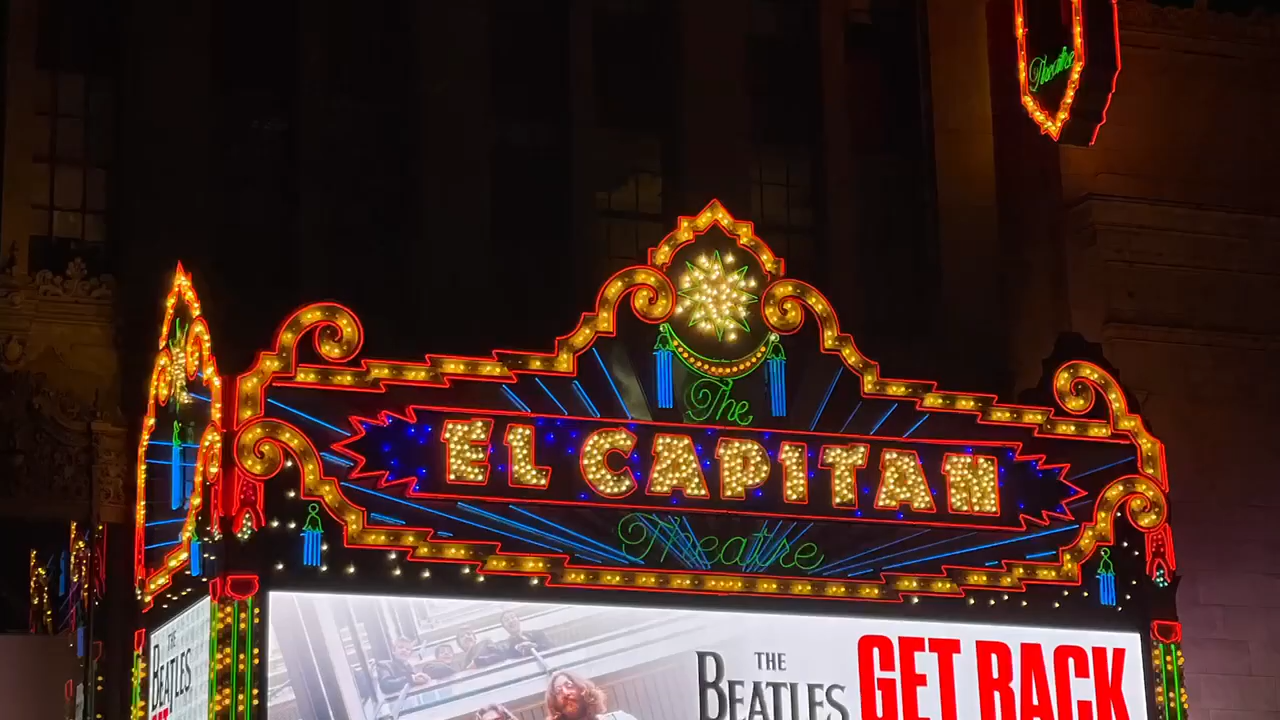 Theatre
The
EL CAPITAN
Theatre
THE
BEATLES
GET BACK
THE
BEATLES